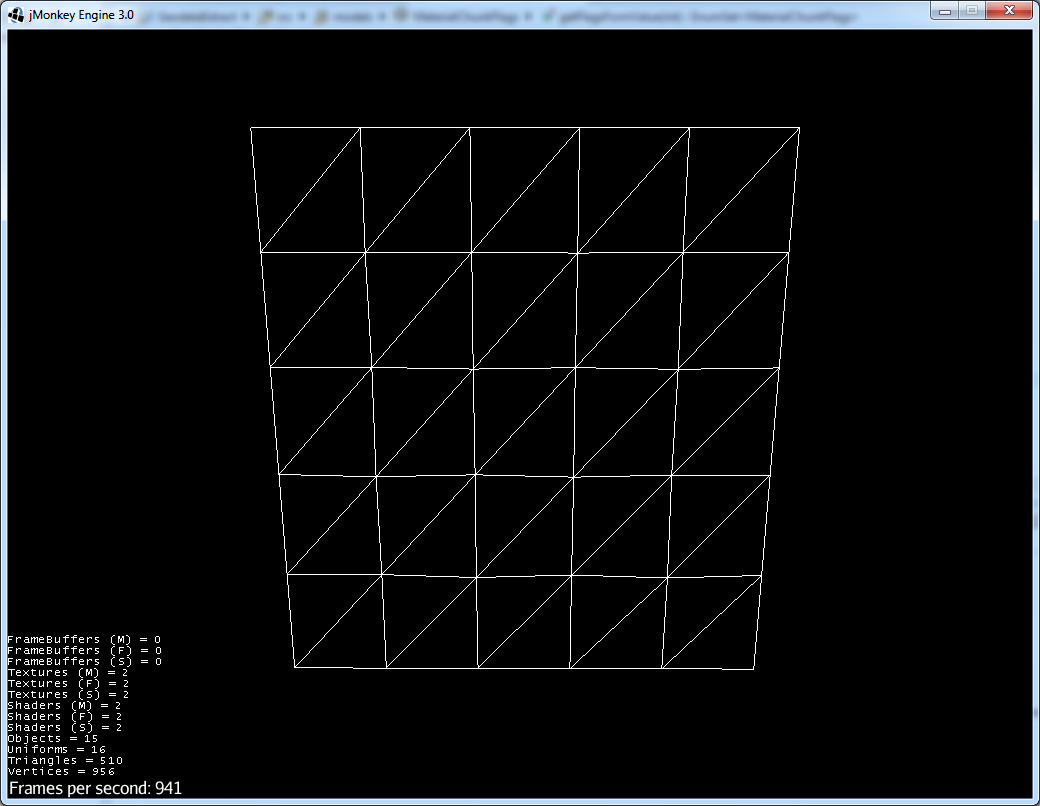 jMonkey Engine 3.0
FrameBuffers (M) = 0
FrameBuffers (F) = 0
FrameBuffers (S) = 0
Textures (M) = 2
Textures (F) = 2
Textures (S) = 2
Shaders (M) = 2
Shaders (F) = 2
Shaders (S) = 2
Objects = 15
Uniforms = 16
Triangles = 510
Vertices = 956
Frames per second: 941